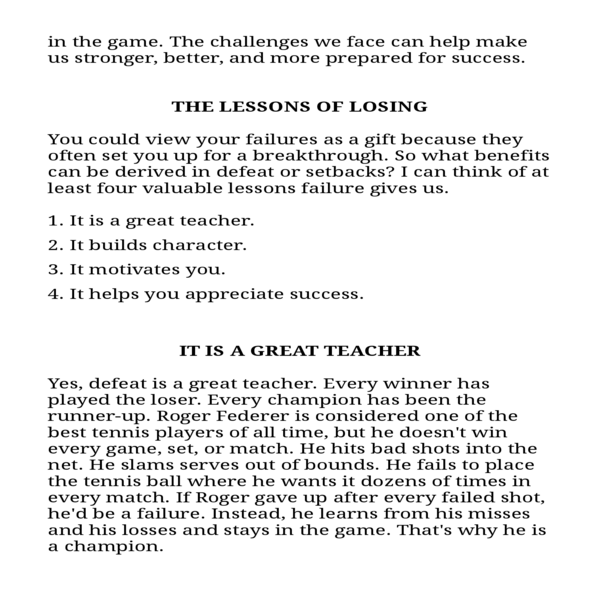 in the game. The challenges we face can help make
us stronger, better, and more prepared for success.
THE LESSONS OF LOSING
You could view your failures as a gift because they
often set you up for a breakthrough. So what benefits
can be derived in defeat or setbacks? I can think of at
least four valuable lessons failure gives us.
1. It is a great teacher.
2. It builds character.
3. It motivates you.
4. It helps you appreciate success.
IT IS A GREAT TEACHER
Yes, defeat is a great teacher. Every winner has
played the loser. Every champion has been the
runner-up. Roger Federer is considered one of the
best tennis players of all time, but he doesn't win
every game, set, or match. He hits bad shots into the
net. He slams serves out of bounds. He fails to place
the tennis ball where he wants it dozens of times in
every match. If Roger gave up after every failed shot,
he'd be a failure. Instead, he learns from his misses
and his losses and stays in the game. That's why he is
a champion.